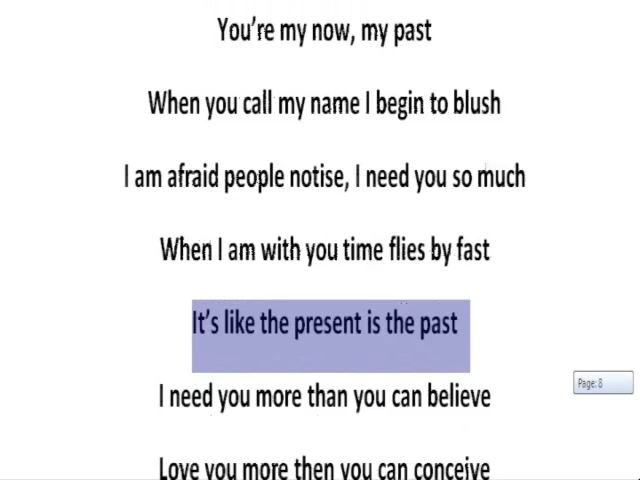 You're my now, my past
When you call my name I begin to blush
I am afraid people notise, I need you so much
When I am with you time flies by fast
It's like the present is the past
Page: 8
I need you more than you can believe
Love you more then you can conceive